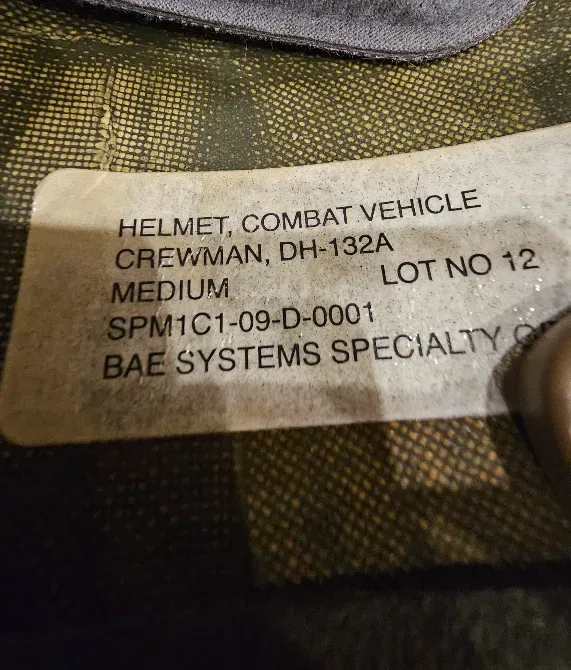 HELMET, COMBAT VEHICLE
CREWMAN, DH-132A
MEDIUM LOT NO 12
SPM1C1-09-D-0001
BAE SYSTEMS SPECIALTY